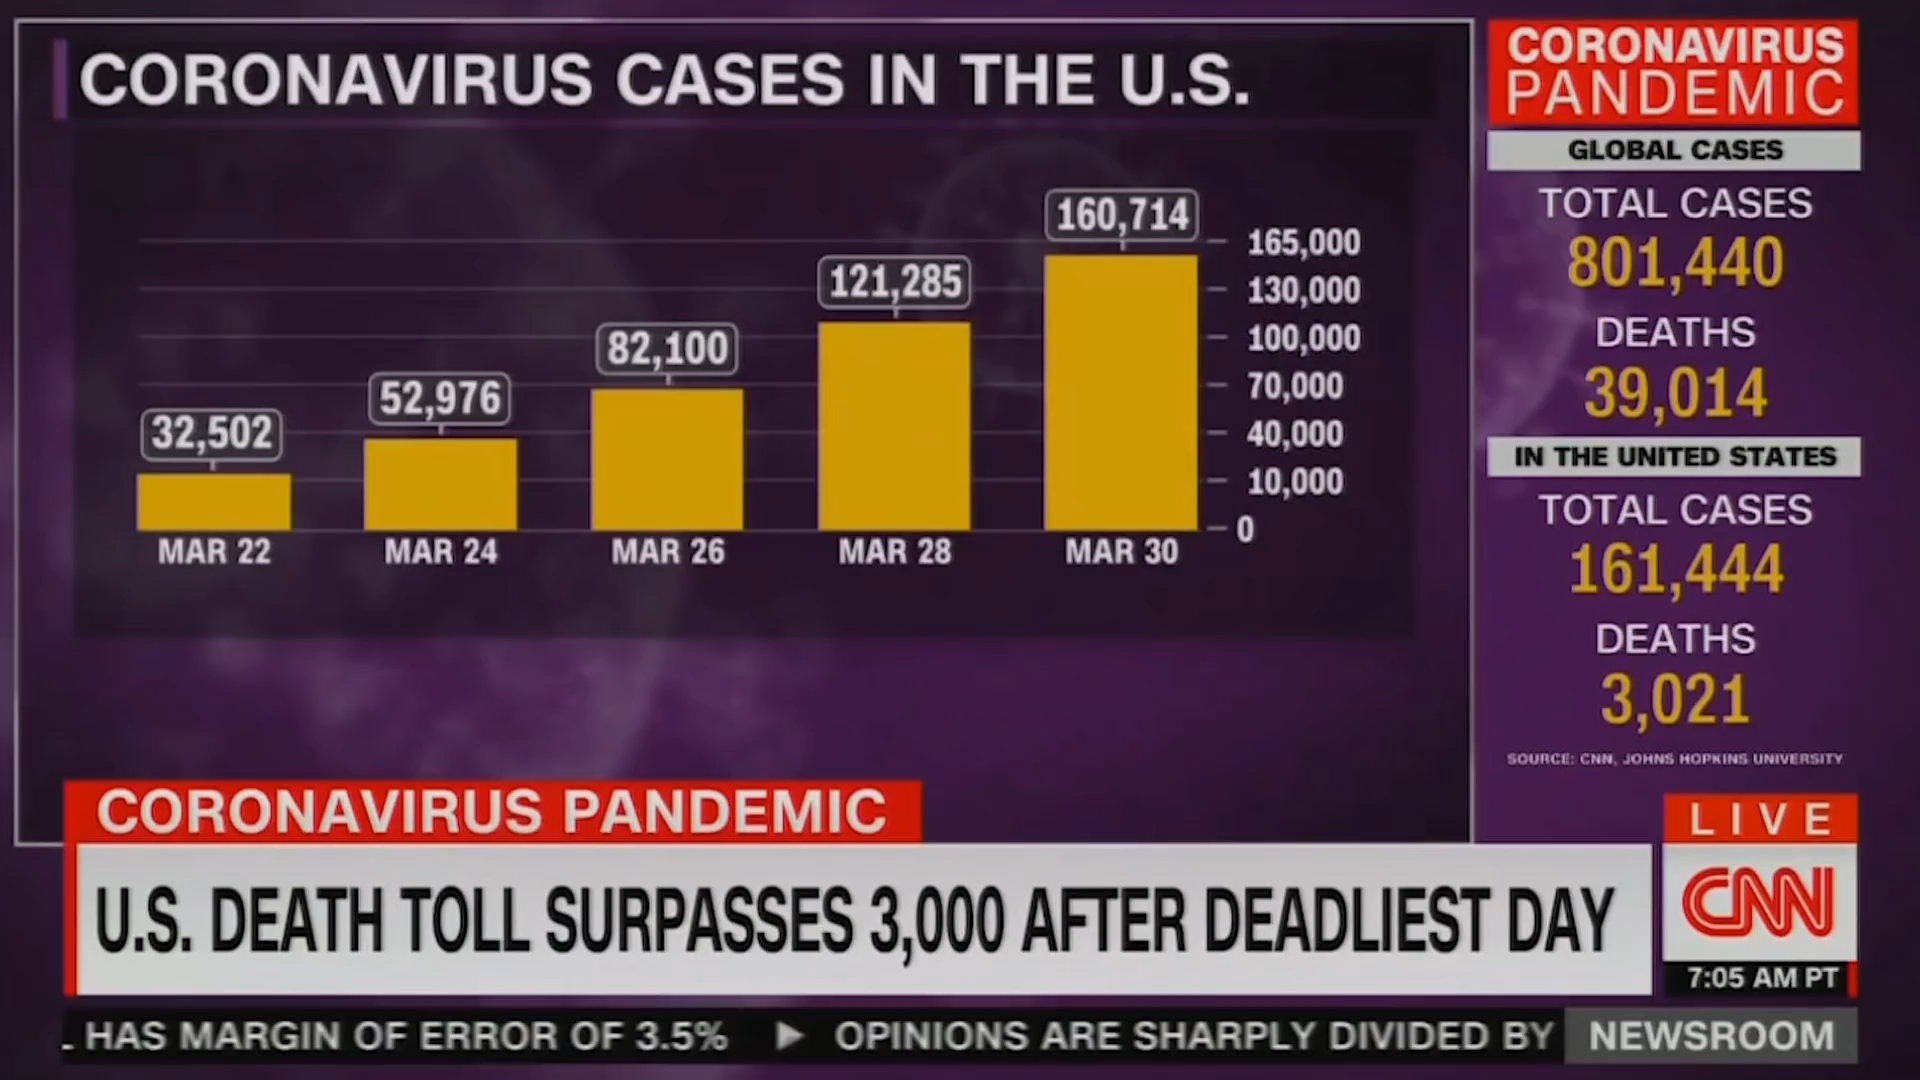 CORONAVIRUS CASES IN THE U.S.
160,714
121,285
82,100
52,976
32,502
165,000
130,000
100,000
70,000
40,000
10,000
0
MAR 22 MAR 24 MAR 26 MAR 28 MAR 30
CORONAVIRUS
PANDEMIC
GLOBAL CASES
TOTAL CASES
801,440
DEATHS
39,014
IN THE UNITED STATES
TOTAL CASES
161,444
DEATHS
3,021
SOURCE: CNN, JOHNS HOPKINS UNIVERSITY
CORONAVIRUS PANDEMIC
U.S. DEATH TOLL SURPASSES 3,000 AFTER DEADLIEST DAY
LIVE
CNN
7:05 AM PT
HAS MARGIN OF ERROR OF 3.5% ▶ OPINIONS ARE SHARPLY DIVIDED BY
NEWSROOM